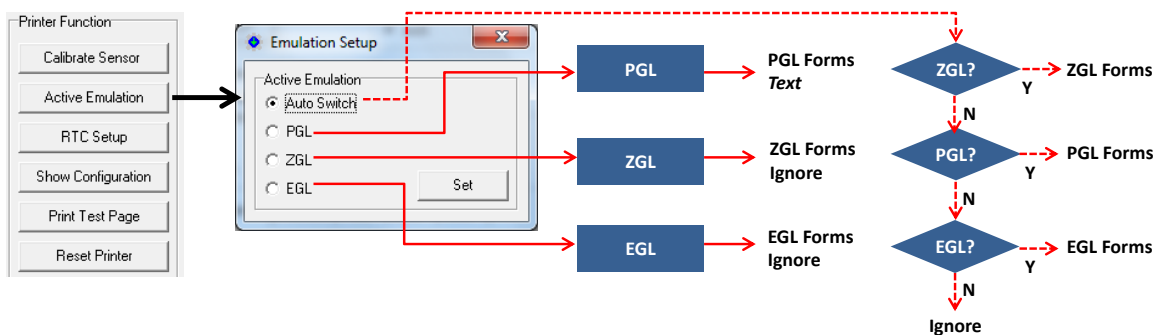 Printer Function
Calibrate Sensor
Active Emulation
RTC Setup
Show Configuration
Print Test Page
Reset Printer
Emulation Setup
Active Emulation
Auto Switch
PGL
ZGL
EGL
Set
PGL
PGL Forms
Text
ZGL
ZGL Forms
Ignore
EGL
EGL Forms
Ignore
ZGL?
Y
ZGL Forms
N
PGL?
Y
PGL Forms
N
EGL?
Y
EGL Forms
N
Ignore